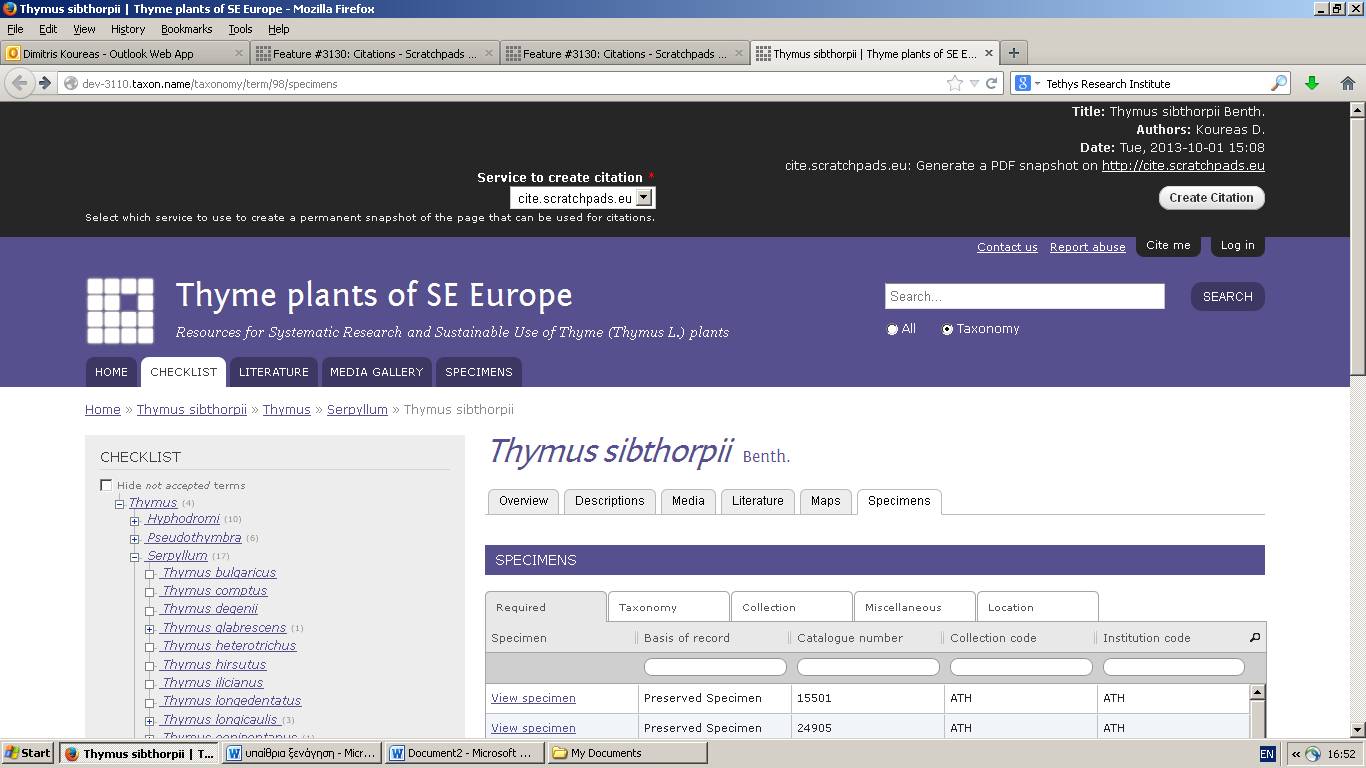 Thymus sibthorpii | Thyme plants of SE Europe - Mozilla Firefox
File Edit View History Bookmarks Tools Help
Dimitris Koureas - Outlook Web App
Feature #3130: Citations - Scratchpads ...
Feature #3130: Citations - Scratchpads ...
Thymus sibthorpii | Thyme plants of SE E...
dev-3110.taxon.name/taxonomy/term/98/specimens
Tethys Research Institute
Title: Thymus sibthorpii Benth.
Authors: Koureas D.
Date: Tue, 2013-10-01 15:08
cite.scratchpads.eu: Generate a PDF snapshot on http://cite.scratchpads.eu
Service to create citation *
cite.scratchpads.eu
Create Citation
Select which service to use to create a permanent snapshot of the page that can be used for citations.
Contact us Report abuse Cite me Log in
Thyme plants of SE Europe
Resources for Systematic Research and Sustainable Use of Thyme (Thymus L.) plants
Search...
SEARCH
All Taxonomy
HOME CHECKLIST LITERATURE MEDIA GALLERY SPECIMENS
Home » Thymus sibthorpii » Thymus » Serpyllum » Thymus sibthorpii
CHECKLIST
Hide not accepted terms
Thymus (4)
Hyphodromi (10)
Pseudothymbra (6)
Serpyllum (17)
Thymus bulgaricus
Thymus comptus
Thymus degenii
Thymus glabrescens (1)
Thymus heterotrichus
Thymus hirsutus
Thymus ilicianus
Thymus longedentatus
Thymus longicaulis (3)
Thymus sibthorpii Benth.
Overview Descriptions Media Literature Maps Specimens
SPECIMENS
Required Taxonomy Collection Miscellaneous Location
Specimen Basis of record Catalogue number Collection code Institution code
View specimen Preserved Specimen 15501 ATH ATH
View specimen Preserved Specimen 24905 ATH ATH
Start
Thymus sibthorpii | T...
υπαίθρια ξενάγηση - Micr...
Document2 - Microsoft ...
My Documents
EN
« 16:52